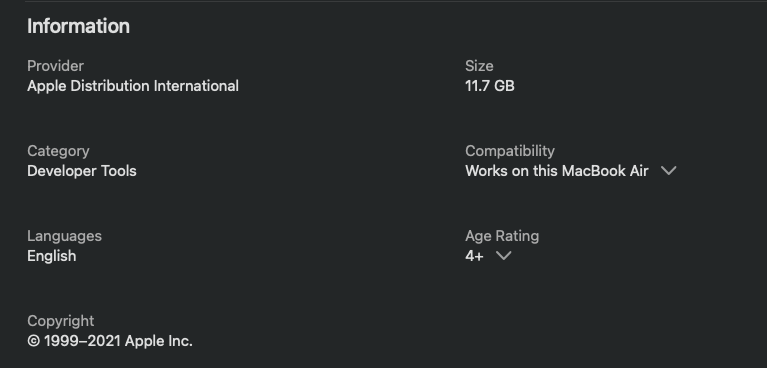 Information
Provider
Apple Distribution International
Size
11.7 GB
Category
Developer Tools
Compatibility
Works on this MacBook Air
Languages
English
Age Rating
4+
Copyright
© 1999–2021 Apple Inc.